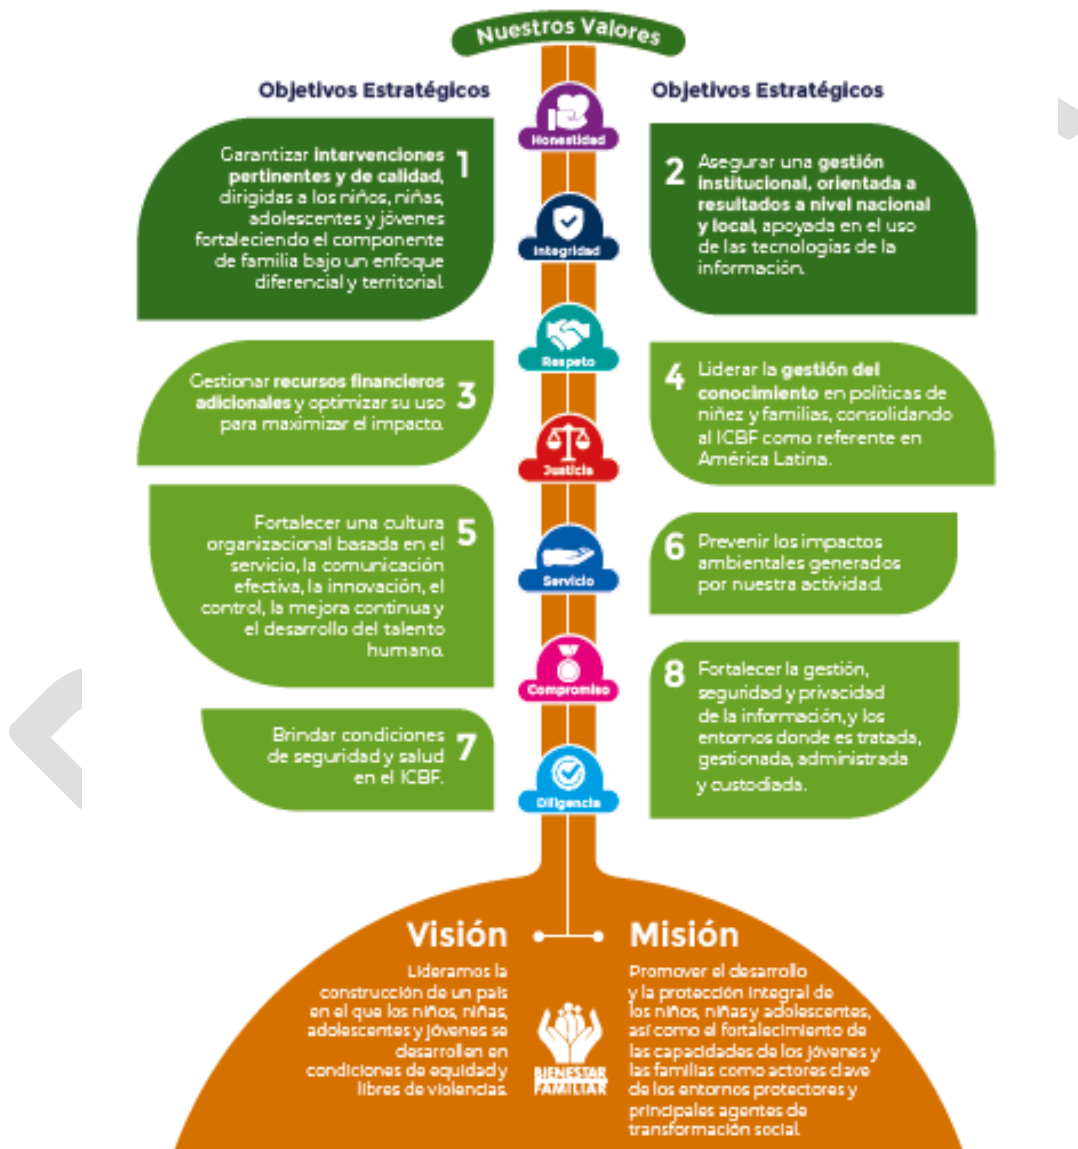 Nuestros Valores
Objetivos Estratégicos
Objetivos Estratégicos
Honestidad
Integridad
Respeto
Justicia
Servicio
Compromiso
Diligencia
1
Garantizar intervenciones
pertinentes y de calidad,
dirigidas a los niños, niñas,
adolescentes y jóvenes
fortaleciendo el componente
de familia bajo un enfoque
diferencial y territorial.
2
Asegurar una gestión
institucional, orientada a
resultados a nivel nacional
y local, apoyada en el uso
de las tecnologías de la
información.
3
Gestionar recursos financieros
adicionales y optimizar su uso
para maximizar el impacto.
4
Liderar la gestión del
conocimiento en políticas de
niñez y familias, consolidando
al ICBF como referente en
América Latina.
5
Fortalecer una cultura
organizacional basada en el
servicio, la comunicación
efectiva, la innovación, el
control, la mejora continua y
el desarrollo del talento
humano.
6
Prevenir los impactos
ambientales generados
por nuestra actividad.
7
Brindar condiciones
de seguridad y salud
en el ICBF.
8
Fortalecer la gestión,
seguridad y privacidad
de la información, y los
entornos donde es tratada,
gestionada, administrada
y custodiada.
Visión
Lideramos la
construcción de un país
en el que los niños, niñas,
adolescentes y jóvenes se
desarrollen en
condiciones de equidad y
libres de violencias.
BIENESTAR
FAMILIAR
Misión
Promover el desarrollo
y la protección integral de
los niños, niñas y adolescentes,
así como el fortalecimiento de
las capacidades de los jóvenes y
las familias como actores clave
de los entornos protectores y
principales agentes de
transformación social.